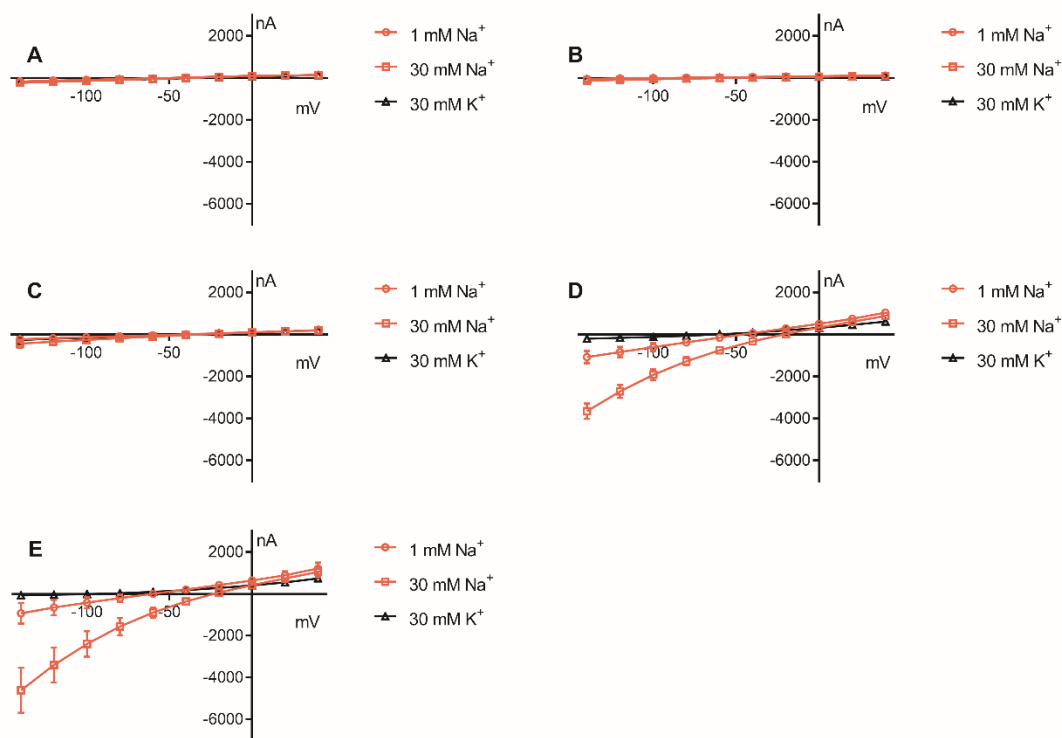 A
nA
2000
-100
-50
mV
-2000
-4000
-6000
1 mM Na⁺
30 mM Na⁺
30 mM K⁺
B
nA
2000
-100
-50
mV
-2000
-4000
-6000
1 mM Na⁺
30 mM Na⁺
30 mM K⁺
C
nA
2000
-100
-50
mV
-2000
-4000
-6000
1 mM Na⁺
30 mM Na⁺
30 mM K⁺
D
nA
2000
-100
-50
mV
-2000
-4000
-6000
1 mM Na⁺
30 mM Na⁺
30 mM K⁺
E
nA
2000
-100
-50
mV
-2000
-4000
-6000
1 mM Na⁺
30 mM Na⁺
30 mM K⁺